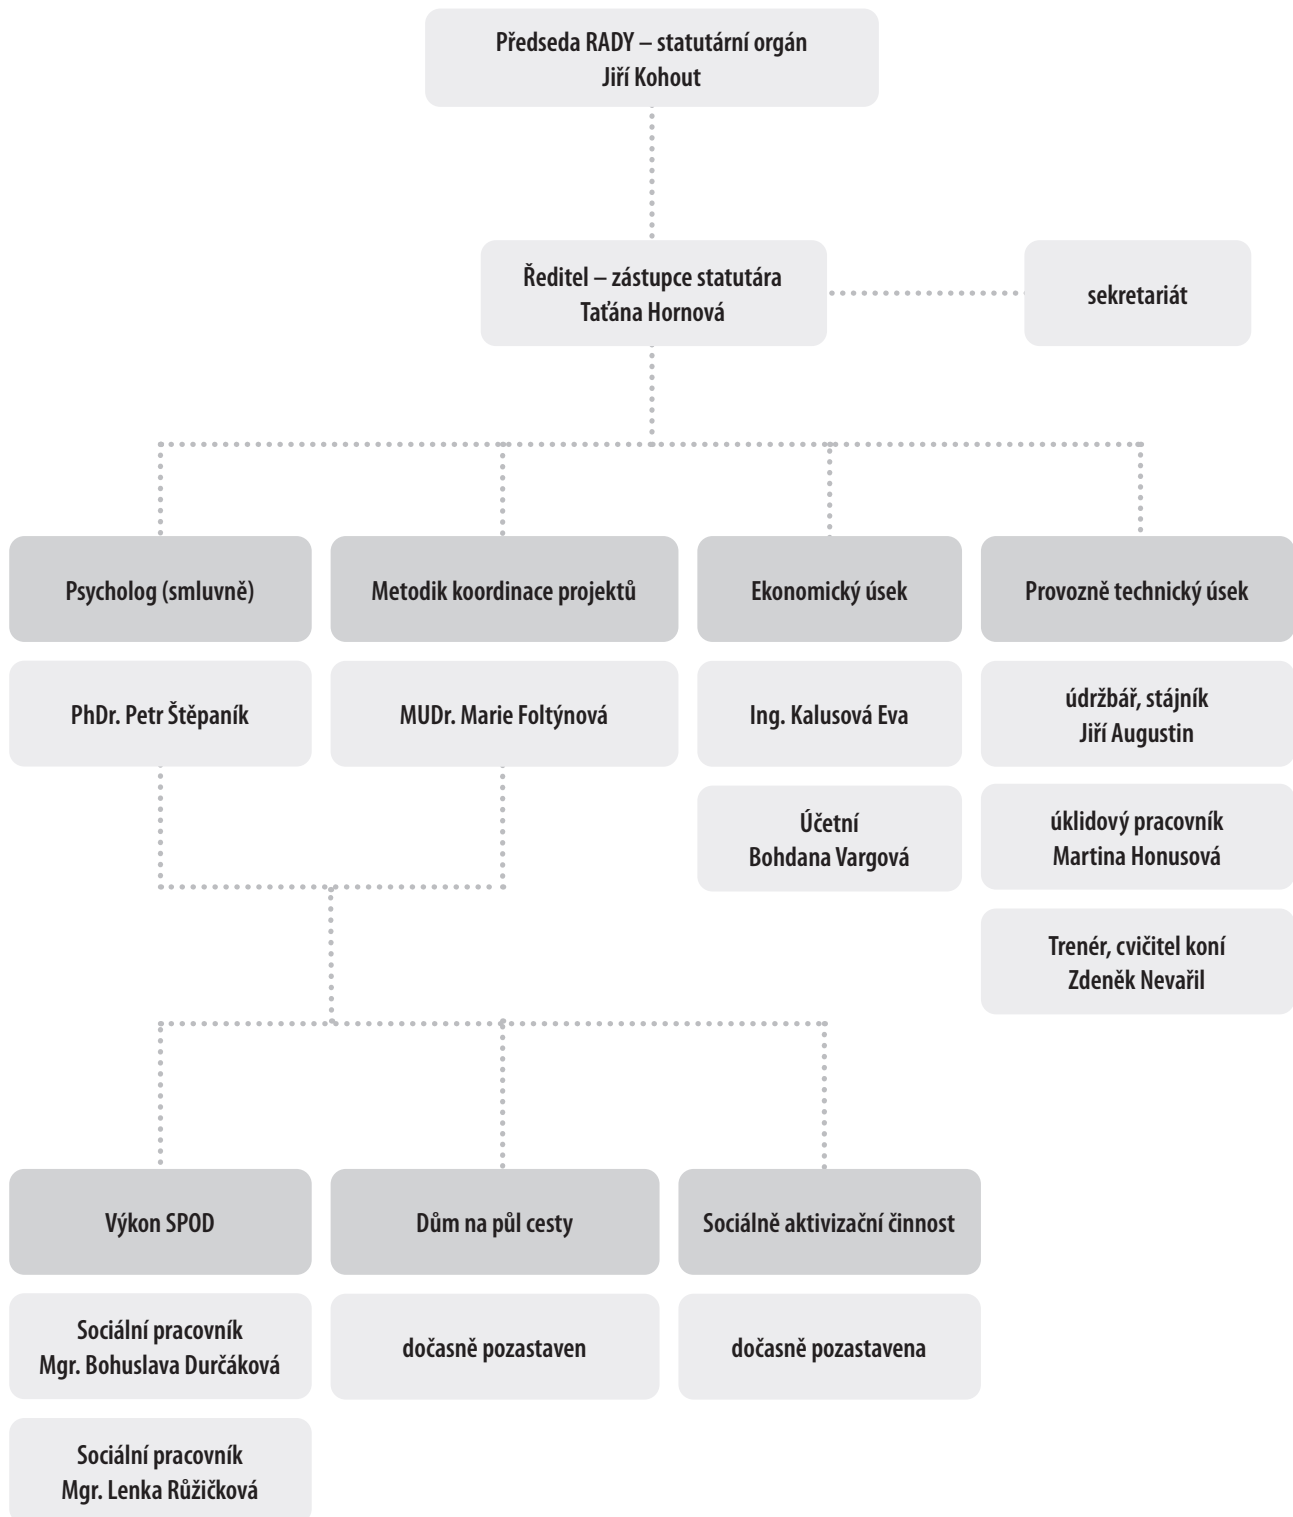 Předseda RADY – statutární orgán
Jiří Kohout
Ředitel – zástupce statutára
Taťána Hornová
sekretariát
Psycholog (smluvně)
Metodik koordinace projektů
Ekonomický úsek
Provozně technický úsek
PhDr. Petr Štěpaník
MUDr. Marie Foltýnová
Ing. Kalusová Eva
údržbář, stájník
Jiří Augustin
Účetní
Bohdana Vargová
úklidový pracovník
Martina Honusová
Trenér, cvičitel koní
Zdeněk Nevařil
Výkon SPOD
Dům na půl cesty
Sociálně aktivizační činnost
Sociální pracovník
Mgr. Bohuslava Durčáková
dočasně pozastaven
dočasně pozastavena
Sociální pracovník
Mgr. Lenka Růžičková